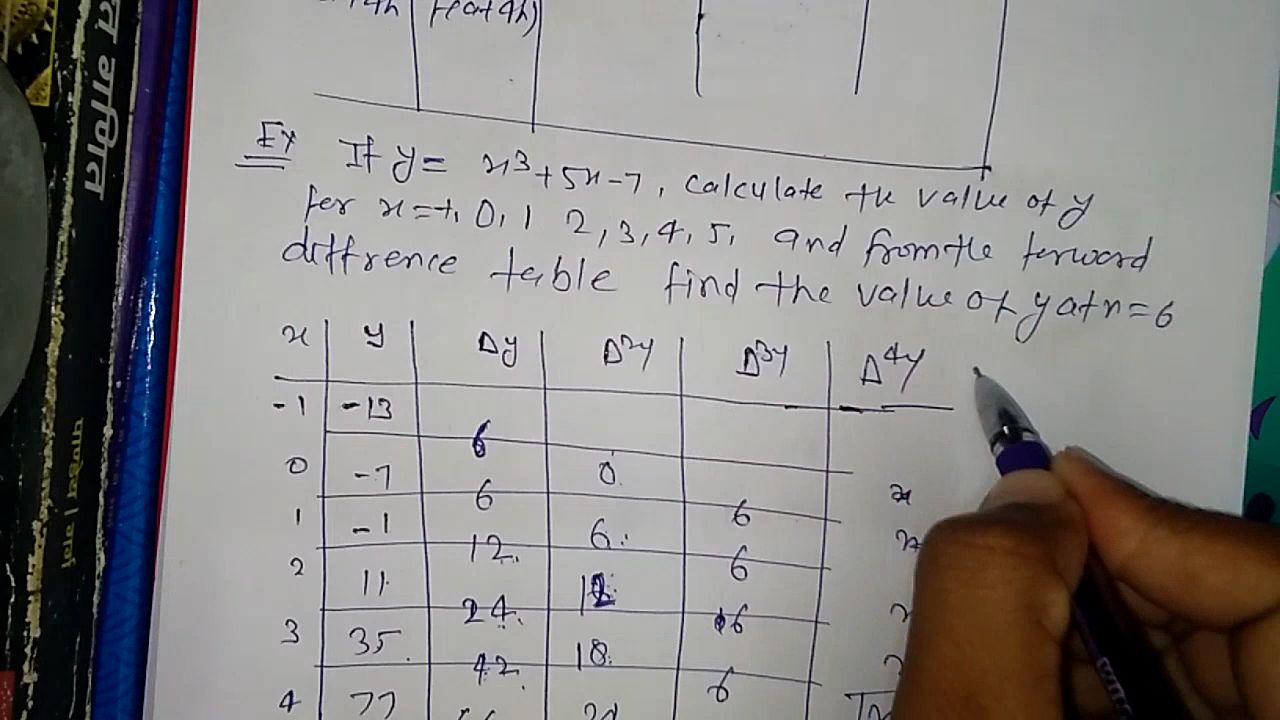 Ex If y = x³+5x-7, calculate the value of y
for x=-1, 0, 1 2, 3, 4, 5, and from the forward
diffrence table find the value of y at x=6
x y Δy Δ²y Δ³y Δ⁴y
-1 -13
6
0 -7 0
6 6
1 -1 6
12 6
2 11 12
24 6
3 35 18
42 6
4 77